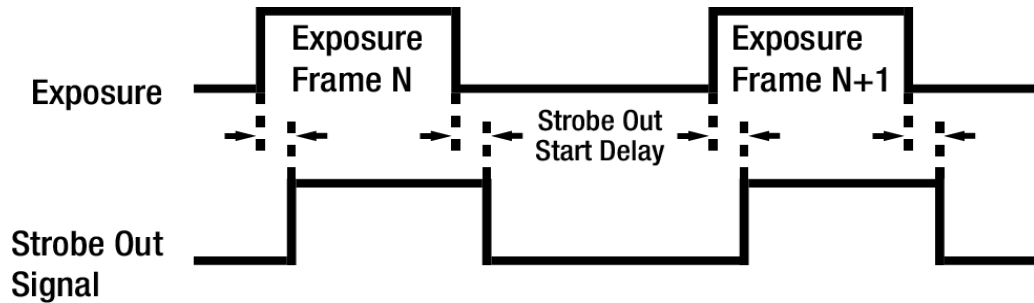 Exposure
Frame N
Exposure
Frame N+1
Exposure
Strobe Out
Start Delay
Strobe Out
Signal